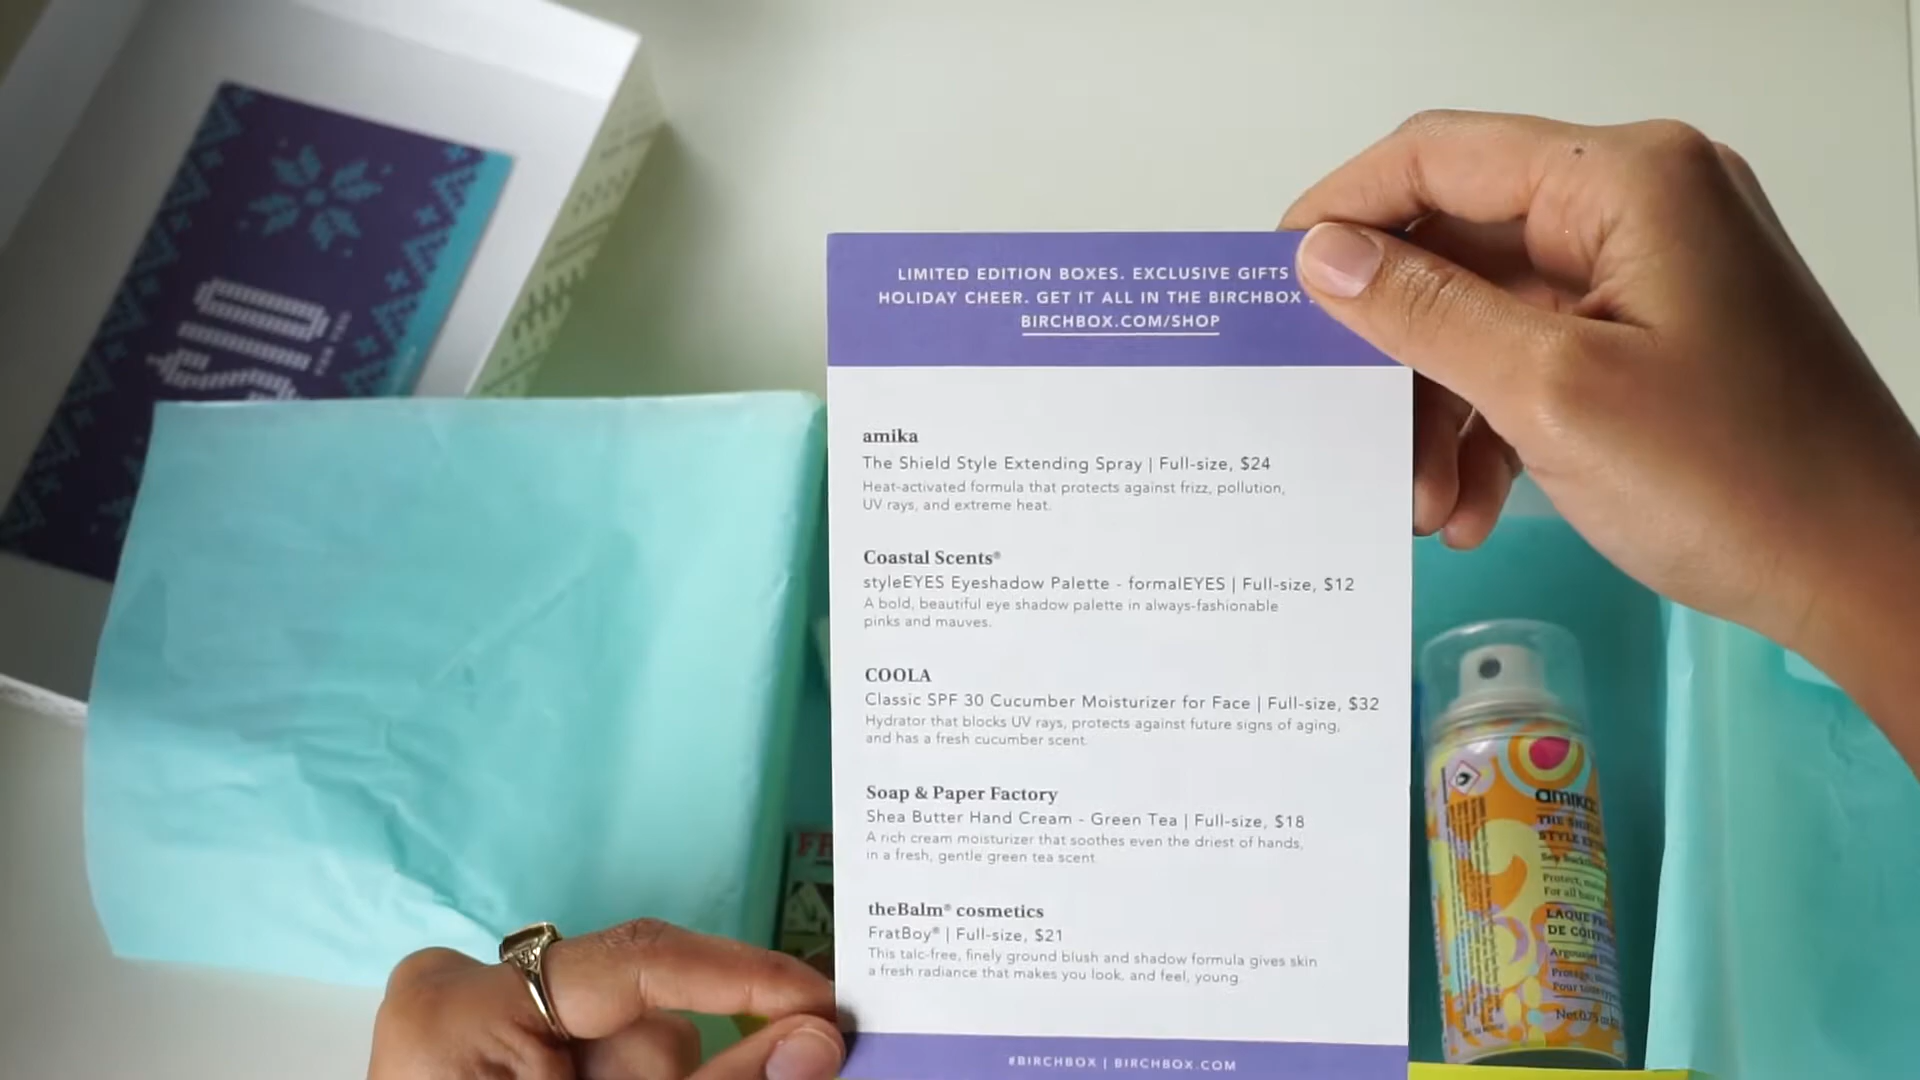 LIMITED EDITION BOXES. EXCLUSIVE GIFTS
HOLIDAY CHEER. GET IT ALL IN THE BIRCHBOX
BIRCHBOX.COM/SHOP
amika
The Shield Style Extending Spray | Full-size, $24
Heat-activated formula that protects against frizz, pollution,
UV rays, and extreme heat.
Coastal Scents®
styleEYES Eyeshadow Palette - formalEYES | Full-size, $12
A bold, beautiful eye shadow palette in always-fashionable
pinks and mauves.
COOLA
Classic SPF 30 Cucumber Moisturizer for Face | Full-size, $32
Hydrator that blocks UV rays, protects against future signs of aging,
and has a fresh cucumber scent.
Soap & Paper Factory
Shea Butter Hand Cream - Green Tea | Full-size, $18
A rich cream moisturizer that soothes even the driest of hands,
in a fresh, gentle green tea scent.
theBalm® cosmetics
FratBoy® | Full-size, $21
This talc-free, finely ground blush and shadow formula gives skin
a fresh radiance that makes you look, and feel, young.
#BIRCHBOX | BIRCHBOX.COM
amika
THE
STYLE
Protect,
For all
LAQUE
DE